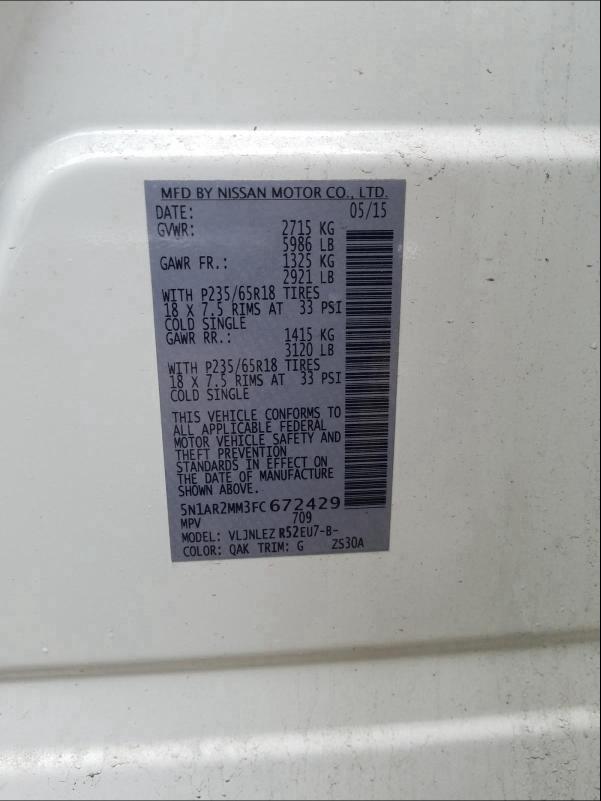 MFD BY NISSAN MOTOR CO., LTD.
DATE: 05/15
GVWR: 2715 KG
5986 LB
GAWR FR.: 1325 KG
2921 LB
WITH P235/65R18 TIRES
18 X 7.5 RIMS AT 33 PSI
COLD SINGLE
GAWR RR.: 1415 KG
3120 LB
WITH P235/65R18 TIRES
18 X 7.5 RIMS AT 33 PSI
COLD SINGLE
THIS VEHICLE CONFORMS TO
ALL APPLICABLE FEDERAL
MOTOR VEHICLE SAFETY AND
THEFT PREVENTION
STANDARDS IN EFFECT ON
THE DATE OF MANUFACTURE
SHOWN ABOVE.
5N1AR2MM3FC672429
MPV 709
MODEL: VLJNLEZ R52EU7-B-
COLOR: QAK TRIM: G ZS30A